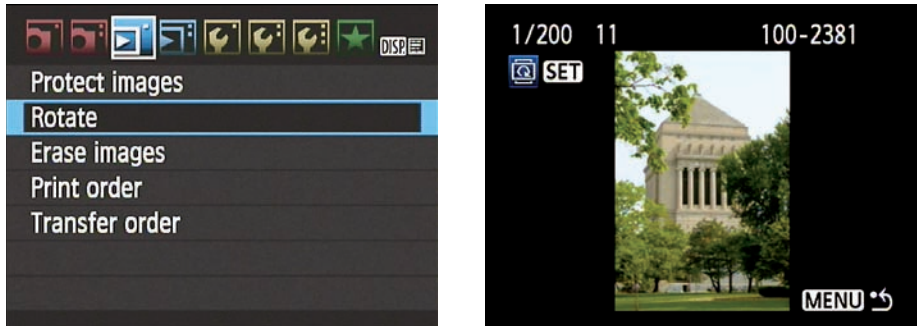 DISP.
Protect images
Rotate
Erase images
Print order
Transfer order
1/200 11 100-2381
SET
MENU